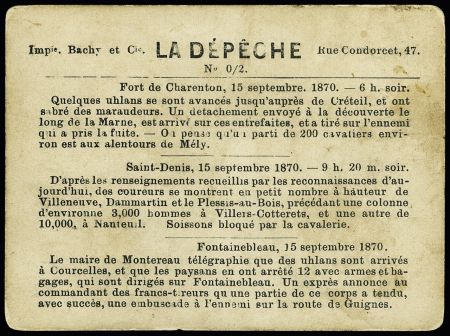 Impie. Bachy et Cie. LA DÉPÊCHE Rue Condorcet, 47.
No 0/2.
Fort de Charenton, 15 septembre. 1870. — 6 h. soir.
Quelques uhlans se sont avancés jusqu'auprès de Créteil, et ont
sabré des maraudeurs. Un detachement envoyé à la découverte le
long de la Marne, est arrivé sur ces entrefaites, et a tiré sur l'ennemi
qui a pris la fuite. — On pense qu'un parti de 200 cavaliers envi-
ron est aux alentours de Mély.
Saint-Denis, 15 septembre 1870. — 9 h. 20 m. soir.
D'après les renseignements recueillis par les reconnaissances d'au-
jourd'hui, des coureurs se montrent en petit nombre à hauteur de
Villeneuve, Dammartin et le Plessis-au-Bois, précédant une colonne
d'environne 3,000 hommes à Villers-Cotterets, et une autre de
10,000, à Nanteuil. Soissons bloqué par la cavalerie.
Fontainebleau, 15 septembre 1870.
Le maire de Montereau télégraphie que des uhlans sont arrivés
à Courcelles, et que les paysans en ont arrêté 12 avec armes et ba-
gages, qui sont dirigés sur Fontainebleau. Un exprès annonce au
commandant des francs-tireurs qu'une partie de ce corps a tendu,
avec succès, une embuscade à l'ennemi sur la route de Guignes.